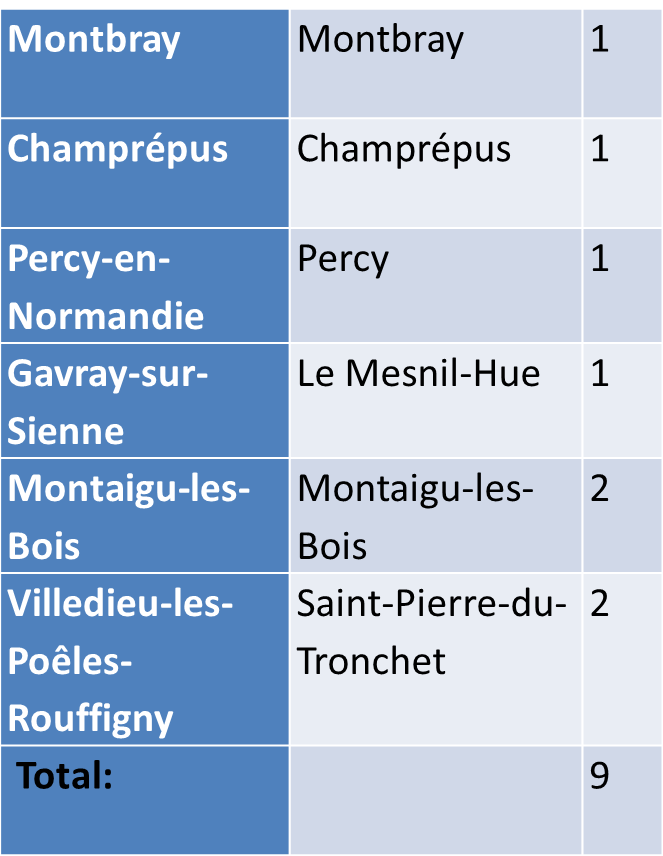 Montbray Montbray 1
Champrépus Champrépus 1
Percy-en- Percy 1
Normandie
Gavray-sur- Le Mesnil-Hue 1
Sienne
Montaigu-les- Montaigu-les- 2
Bois Bois
Villedieu-les- Saint-Pierre-du- 2
Poêles- Tronchet
Rouffigny
Total: 9